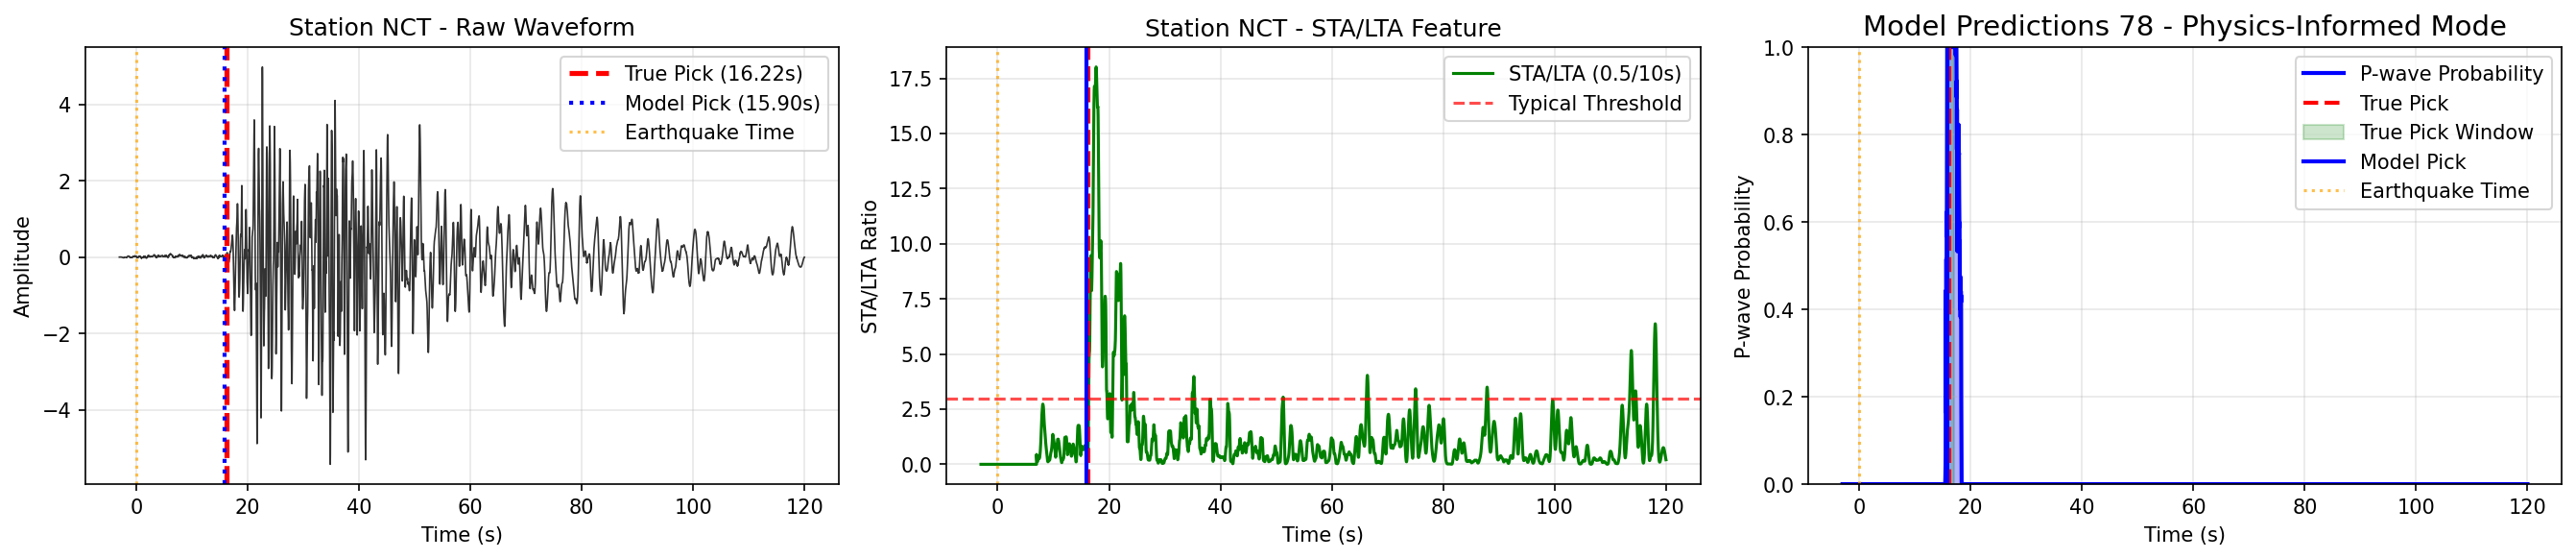 Station NCT - Raw Waveform
True Pick (16.22s)
Model Pick (15.90s)
Earthquake Time
Amplitude
4
2
0
−2
−4
0
20
40
60
80
100
120
Time (s)
Station NCT - STA/LTA Feature
STA/LTA (0.5/10s)
Typical Threshold
STA/LTA Ratio
17.5
15.0
12.5
10.0
7.5
5.0
2.5
0.0
0
20
40
60
80
100
120
Time (s)
Model Predictions 78 - Physics-Informed Mode
P-wave Probability
True Pick
True Pick Window
Model Pick
Earthquake Time
P-wave Probability
1.0
0.8
0.6
0.4
0.2
0.0
0
20
40
60
80
100
120
Time (s)